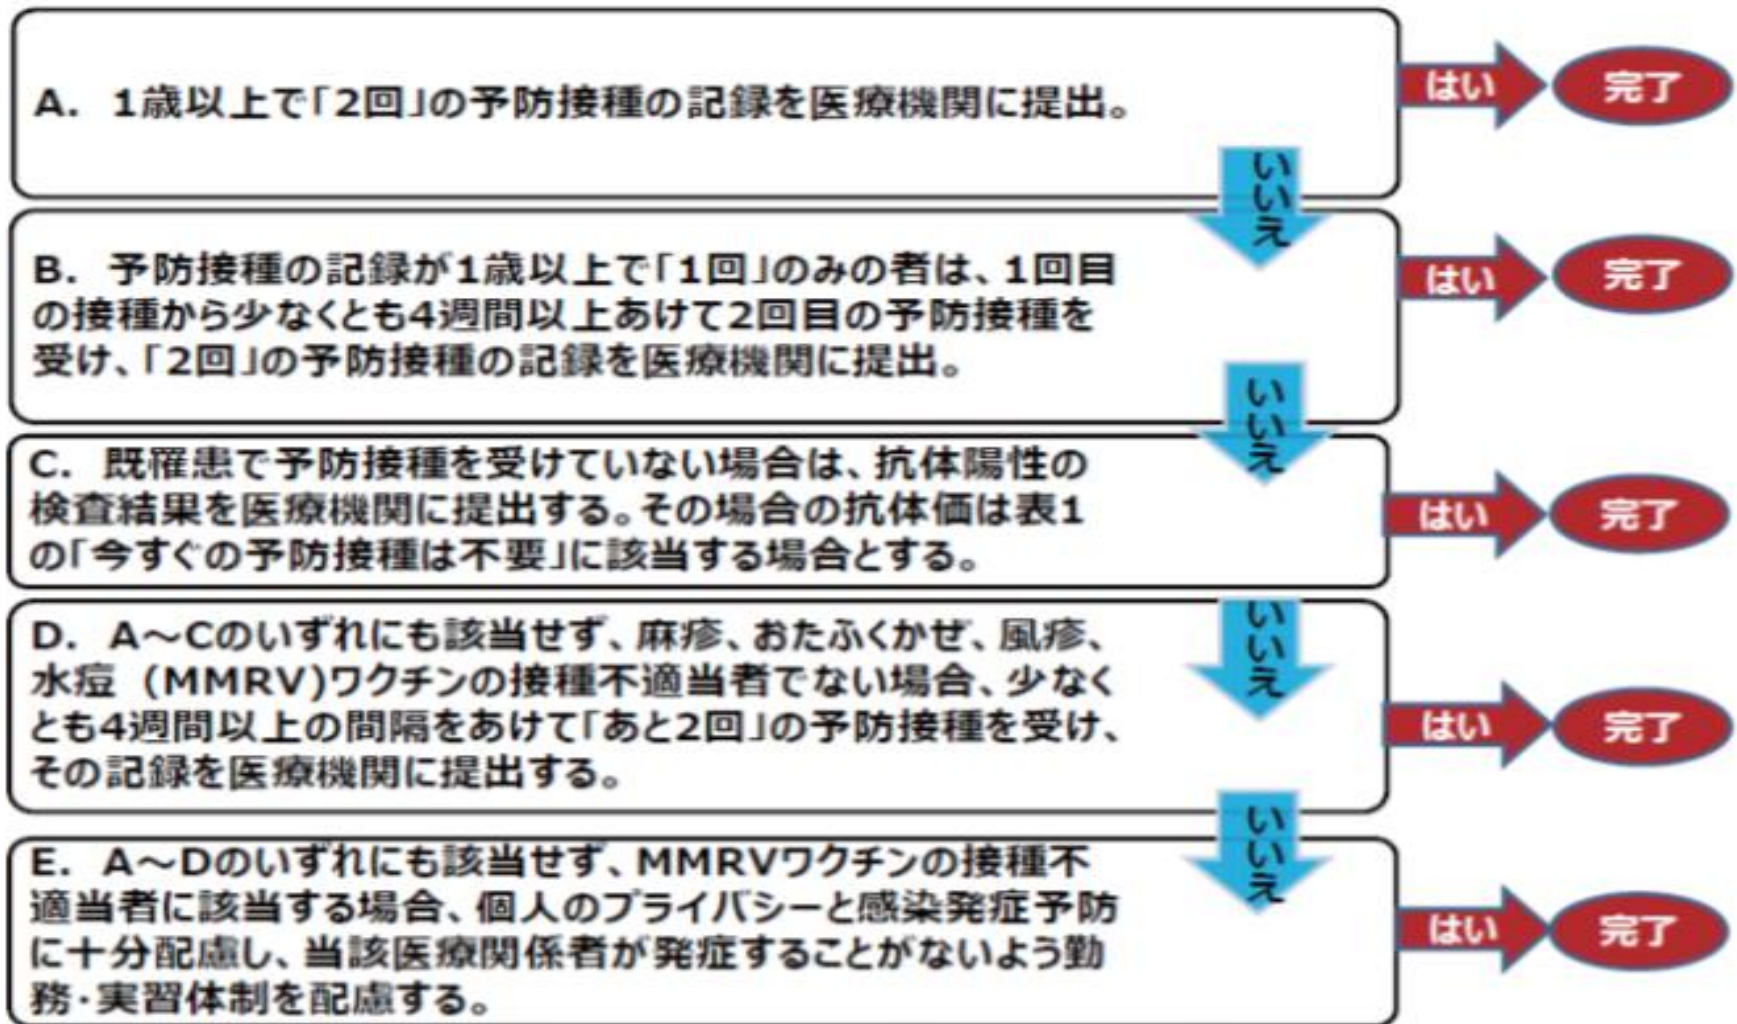 A. 1歳以上で「2回」の予防接種の記録を医療機関に提出。
はい
完了
いいえ
B. 予防接種の記録が1歳以上で「1回」のみの者は、1回目
の接種から少なくとも4週間以上あけて2回目の予防接種を
受け、「2回」の予防接種の記録を医療機関に提出。
はい
完了
いいえ
C. 既罹患で予防接種を受けていない場合は、抗体陽性の
検査結果を医療機関に提出する。その場合の抗体価は表1
の「今すぐの予防接種は不要」に該当する場合とする。
はい
完了
いいえ
D. A～Cのいずれにも該当せず、麻疹、おたふくかぜ、風疹、
水痘 (MMRV)ワクチンの接種不適当者でない場合、少なく
とも4週間以上の間隔をあけて「あと2回」の予防接種を受け、
その記録を医療機関に提出する。
はい
完了
いいえ
E. A～Dのいずれにも該当せず、MMRVワクチンの接種不
適当者に該当する場合、個人のプライバシーと感染発症予防
に十分配慮し、当該医療関係者が発症することがないよう勤
務・実習体制を配慮する。
はい
完了